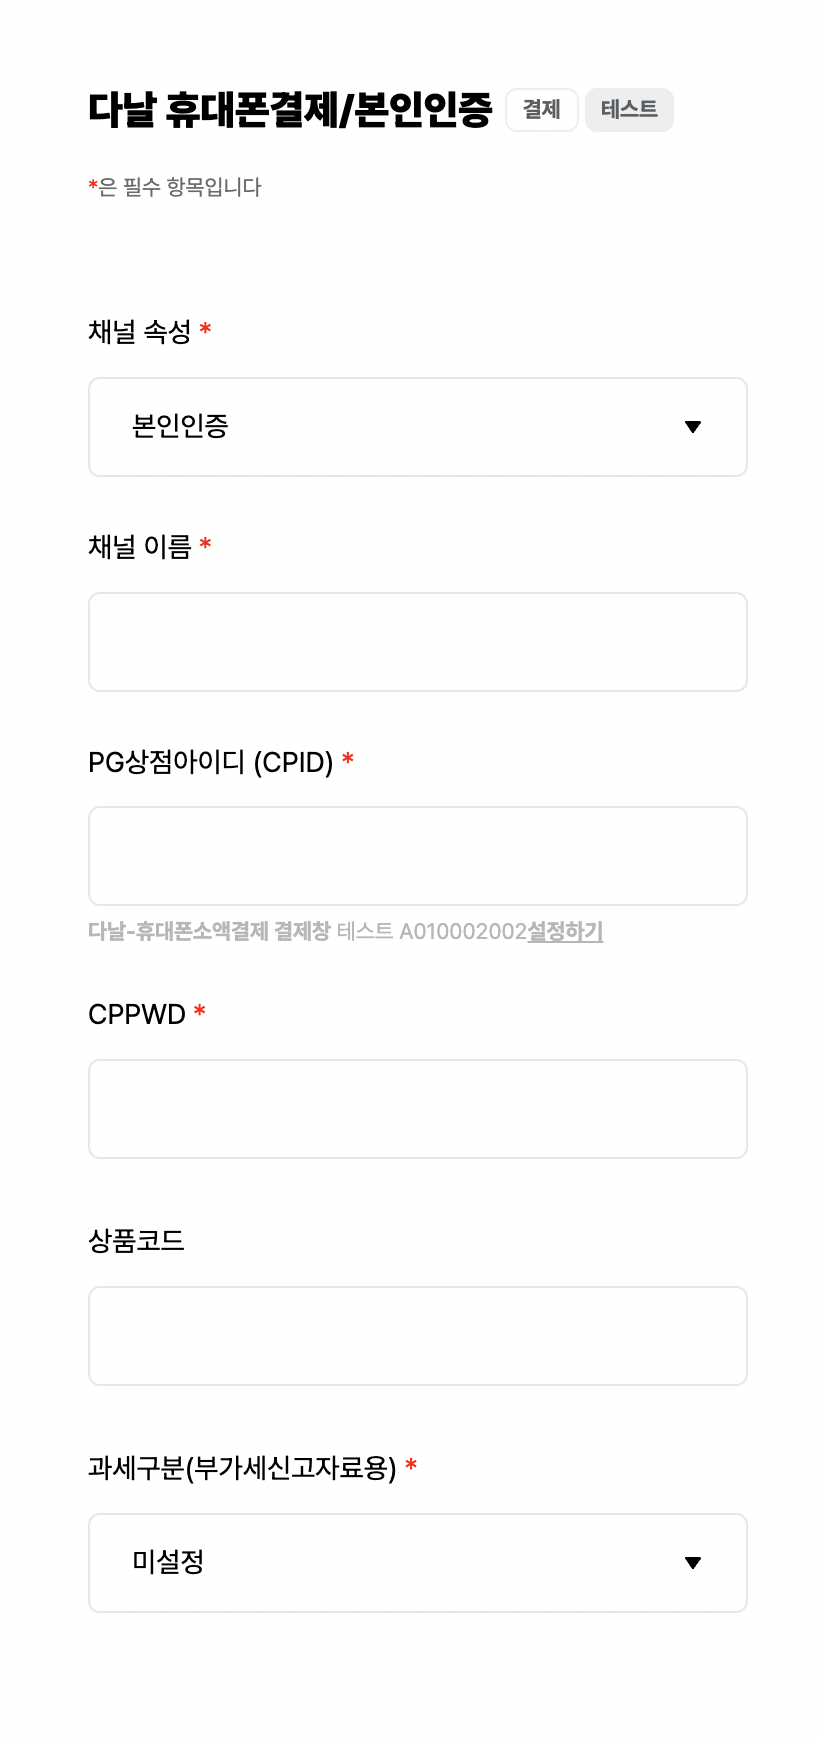 다날 휴대폰결제/본인인증 결제 테스트
*은 필수 항목입니다
채널 속성 *
본인인증
채널 이름 *
PG상점아이디 (CPID) *
다날-휴대폰소액결제 결제창 테스트 A010002002설정하기
CPPWD *
상품코드
과세구분(부가세신고자료용) *
미설정